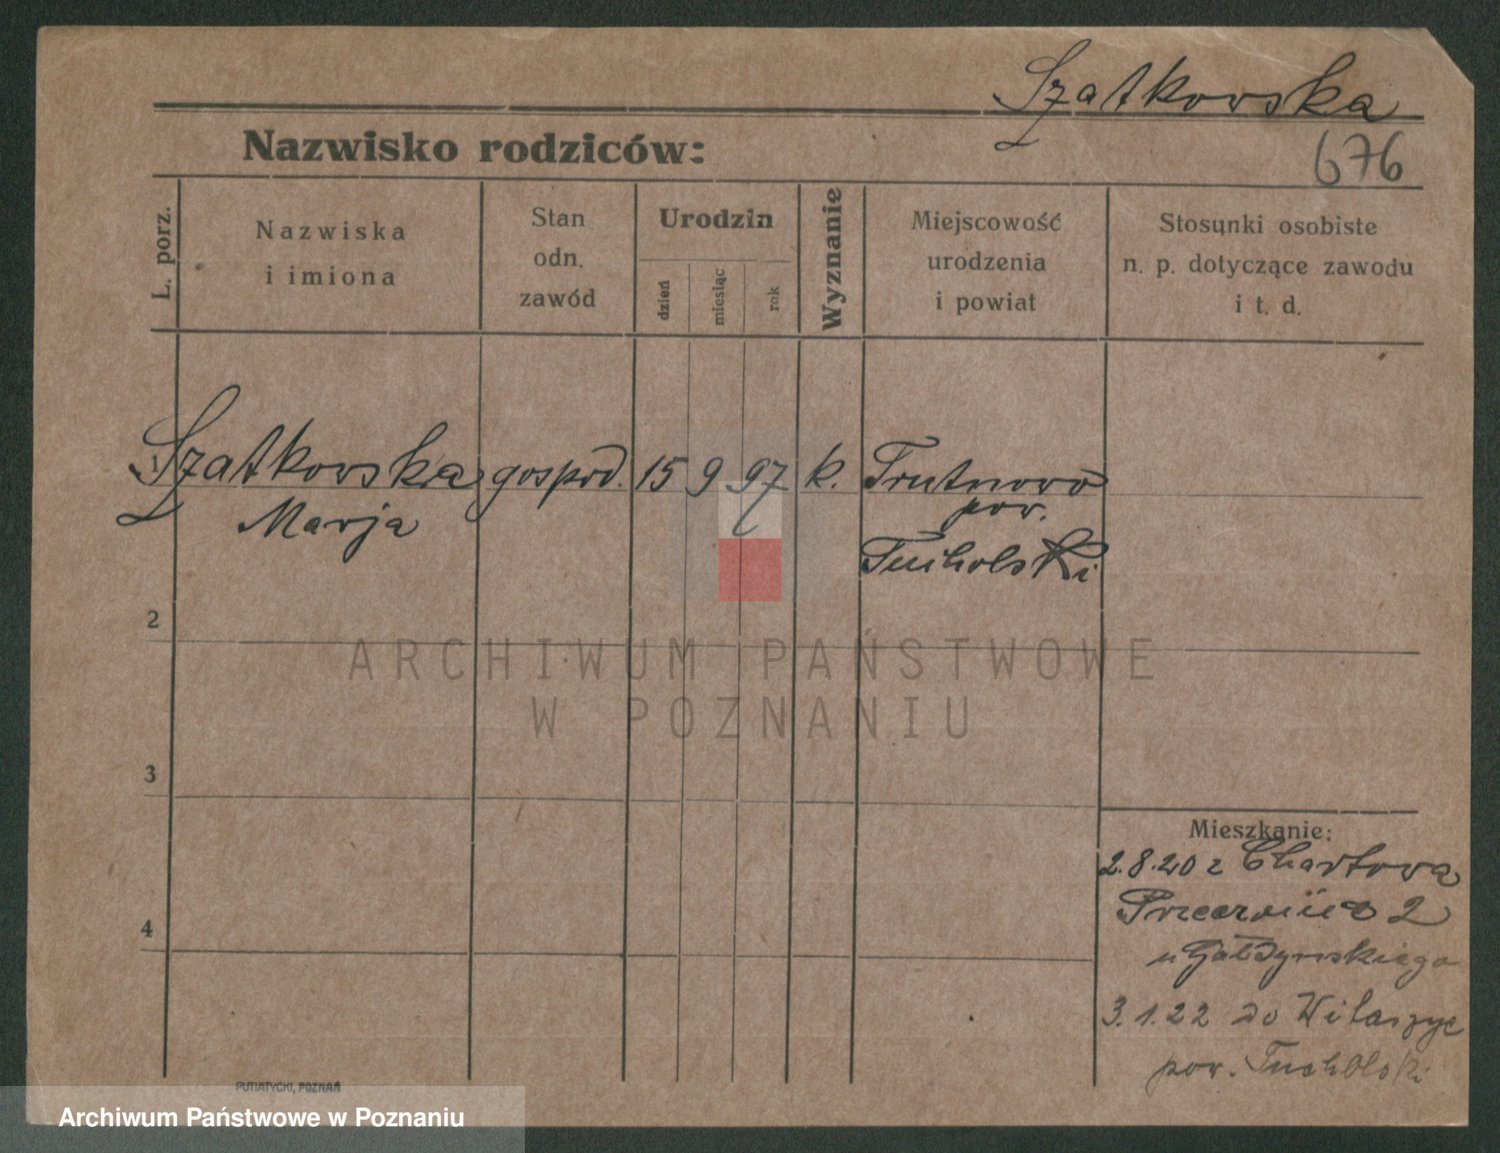 Szatkowska
Nazwisko rodziców:
676
L. porz.
Nazwiska
i imiona
Stan
odn.
zawód
Urodzin
dzień
miesiąc
rok
Wyznanie
Miejscowość
urodzenia
i powiat
Stosunki osobiste
n. p. dotyczące zawodu
i t. d.
1
Szatkowska gospod. 15 9 97 k. Trutnowo
Marja pow.
Tucholski
2
ARCHIWUM PAŃSTWOWE
W POZNANIU
3
Mieszkanie:
2.8.20 z Chartowa
2
4
u Gałdyńskiego
3.1.22 do
pow. Tucholski
PUTIATYCKI, POZNAŃ
Archiwum Państwowe w Poznaniu